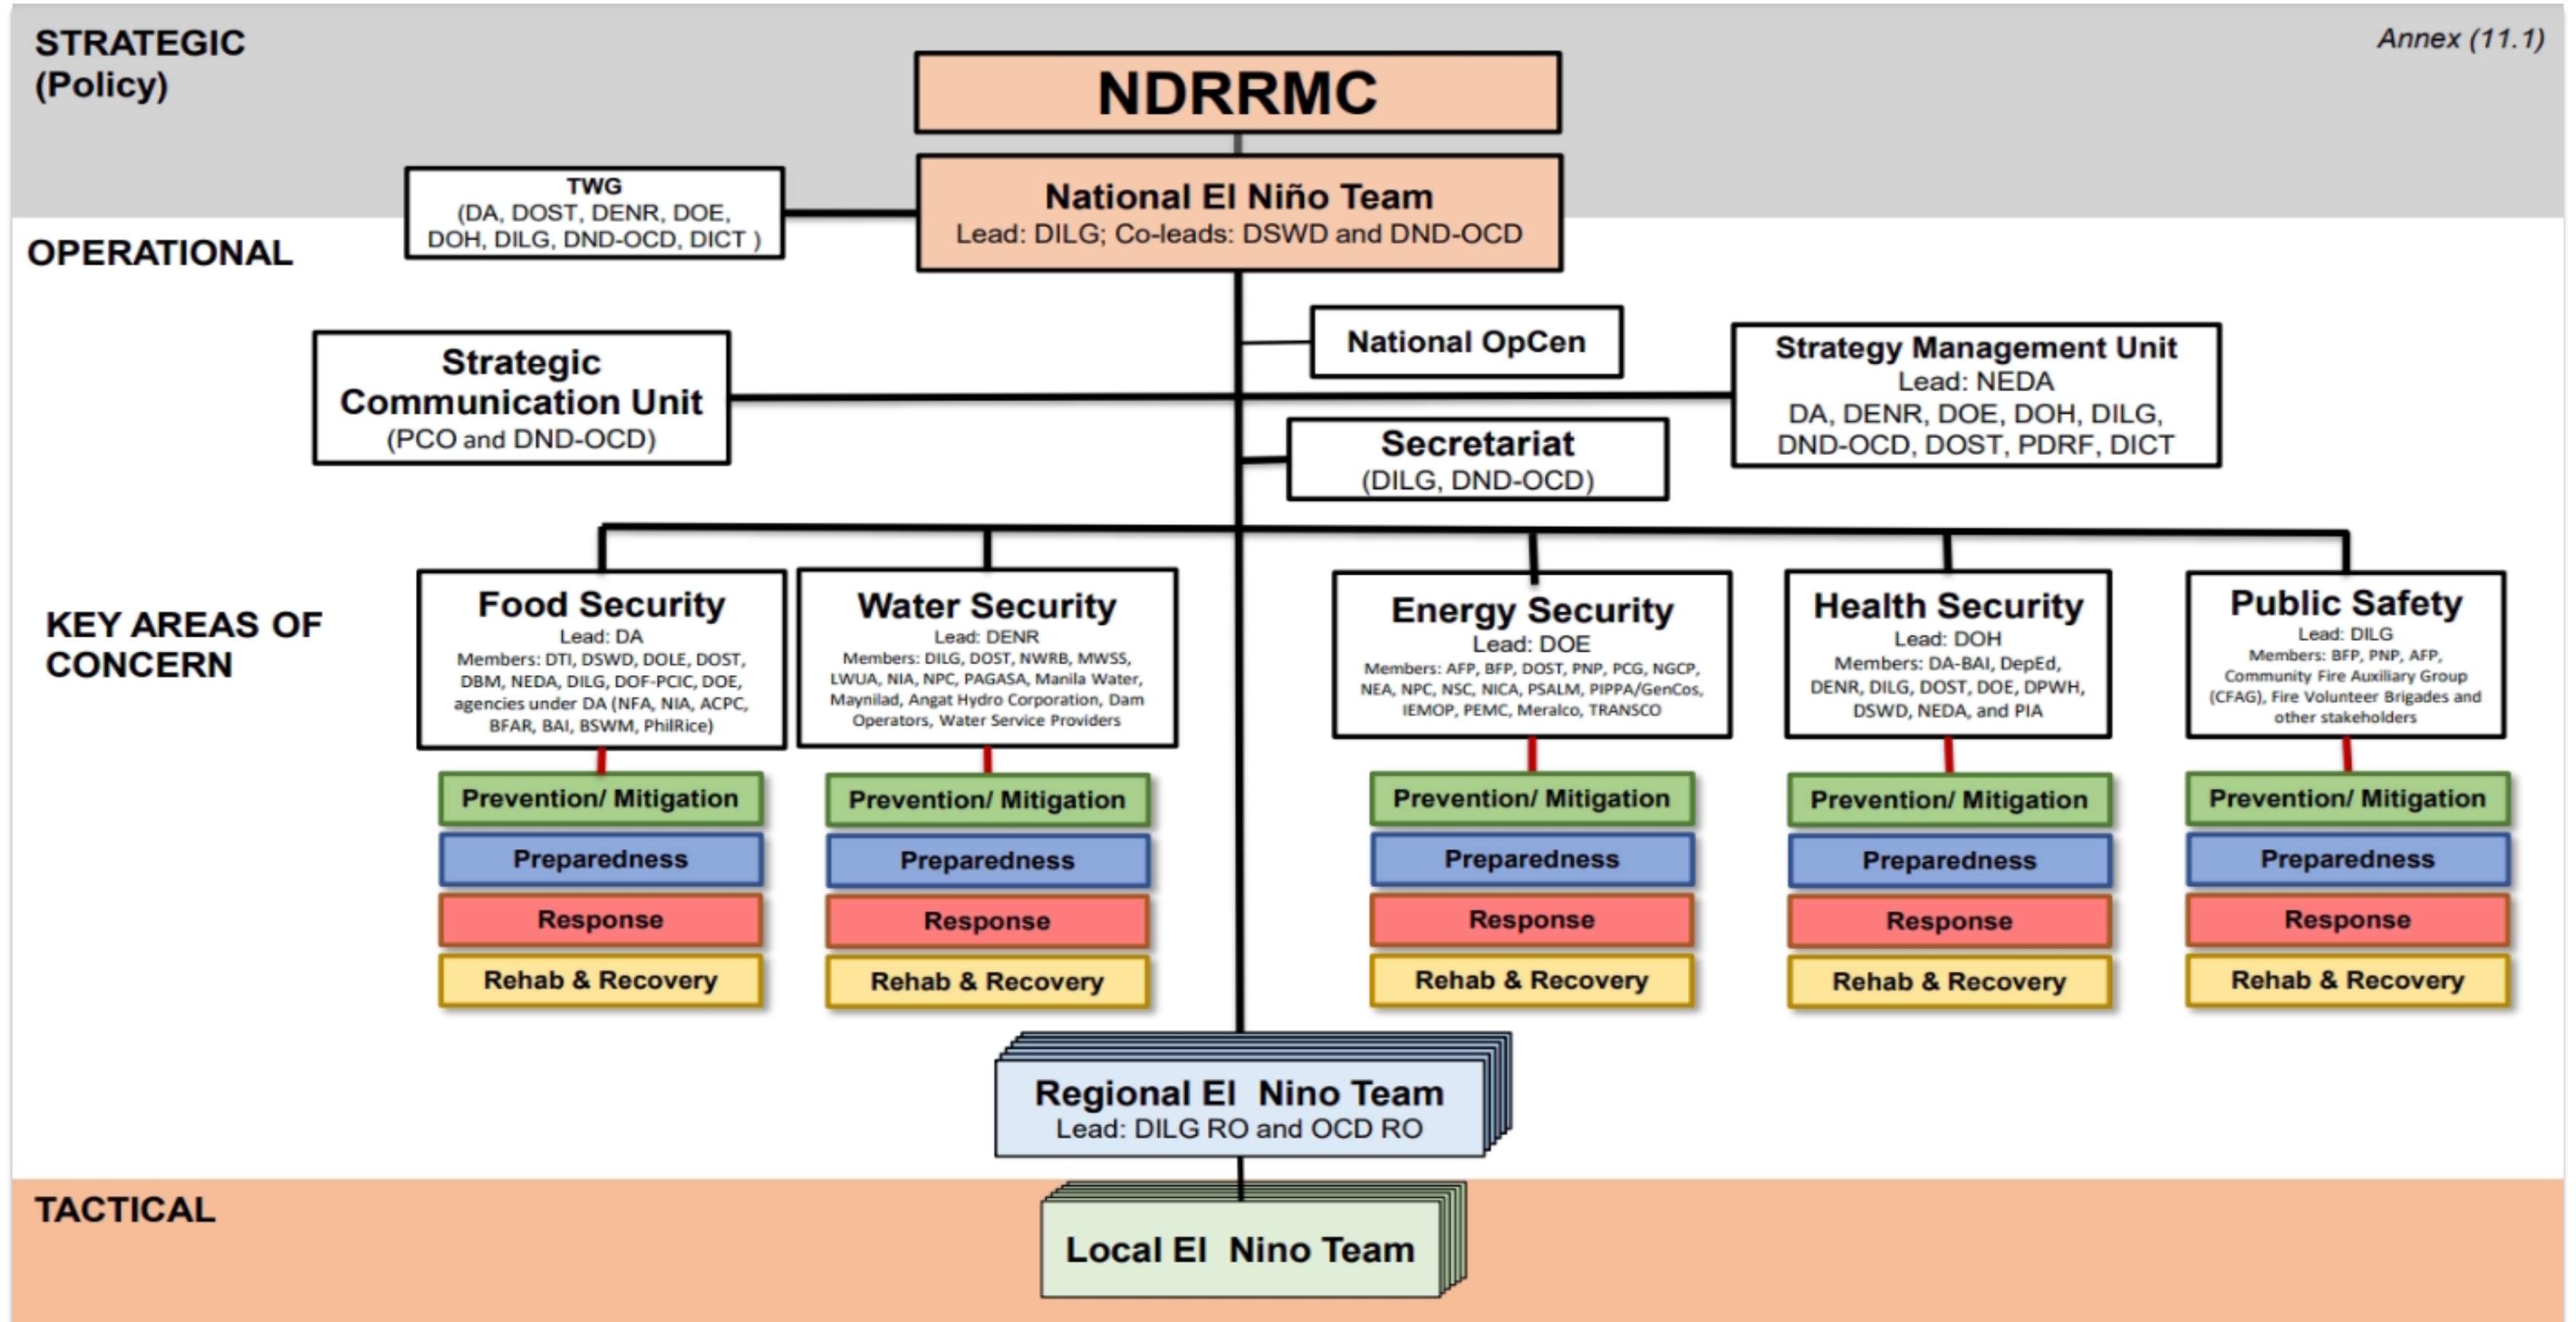 STRATEGIC
(Policy)
Annex (11.1)
NDRRMC
National El Niño Team
Lead: DILG; Co-leads: DSWD and DND-OCD
TWG
(DA, DOST, DENR, DOE,
DOH, DILG, DND-OCD, DICT )
OPERATIONAL
National OpCen
Strategic
Communication Unit
(PCO and DND-OCD)
Strategy Management Unit
Lead: NEDA
DA, DENR, DOE, DOH, DILG,
DND-OCD, DOST, PDRF, DICT
Secretariat
(DILG, DND-OCD)
KEY AREAS OF
CONCERN
Food Security
Lead: DA
Members: DTI, DSWD, DOLE, DOST,
DBM, NEDA, DILG, DOF-PCIC, DOE,
agencies under DA (NFA, NIA, ACPC,
BFAR, BAI, BSWM, PhilRice)
Prevention/ Mitigation
Preparedness
Response
Rehab & Recovery
Water Security
Lead: DENR
Members: DILG, DOST, NWRB, MWSS,
LWUA, NIA, NPC, PAGASA, Manila Water,
Maynilad, Angat Hydro Corporation, Dam
Operators, Water Service Providers
Prevention/ Mitigation
Preparedness
Response
Rehab & Recovery
Energy Security
Lead: DOE
Members: AFP, BFP, DOST, PNP, PCG, NGCP,
NEA, NPC, NSC, NICA, PSALM, PIPPA/GenCos,
IEMOP, PEMC, Meralco, TRANSCO
Prevention/ Mitigation
Preparedness
Response
Rehab & Recovery
Health Security
Lead: DOH
Members: DA-BAI, DepEd,
DENR, DILG, DOST, DOE, DPWH,
DSWD, NEDA, and PIA
Prevention/ Mitigation
Preparedness
Response
Rehab & Recovery
Public Safety
Lead: DILG
Members: BFP, PNP, AFP,
Community Fire Auxiliary Group
(CFAG), Fire Volunteer Brigades and
other stakeholders
Prevention/ Mitigation
Preparedness
Response
Rehab & Recovery
Regional El  Nino Team
Lead: DILG RO and OCD RO
TACTICAL
Local El  Nino Team